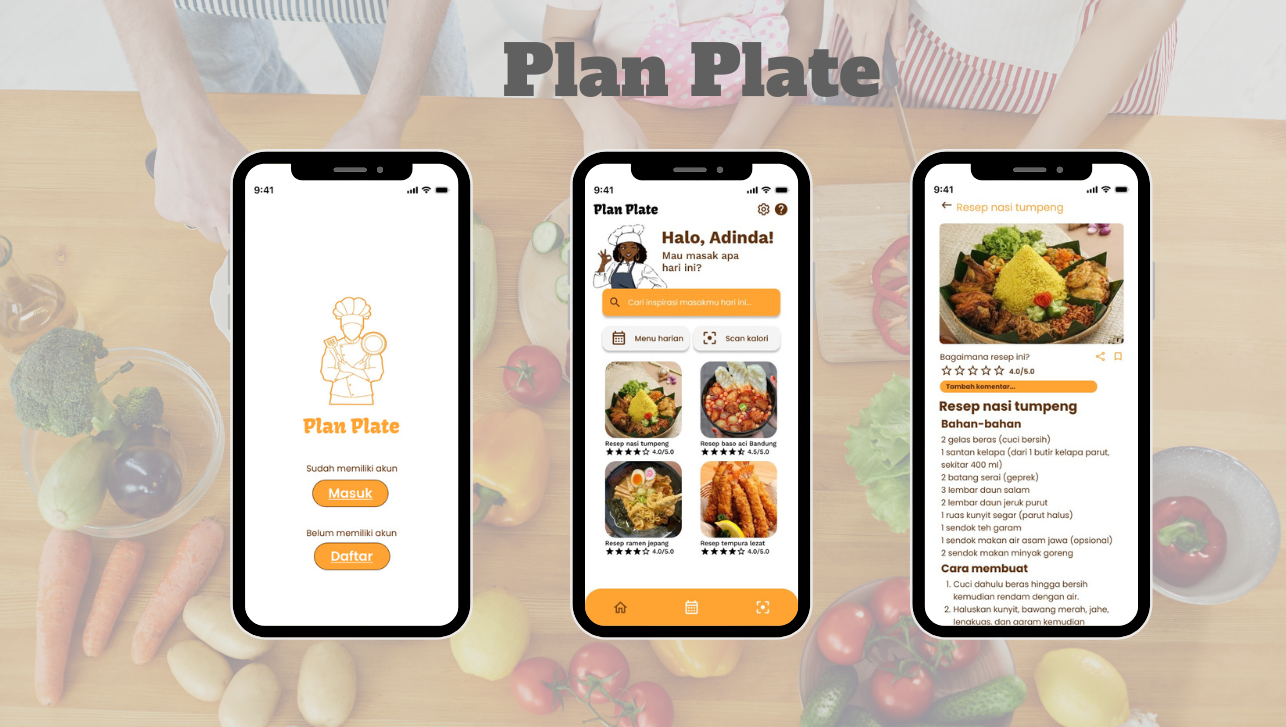 Plan Plate
9:41
Plan Plate
Sudah memiliki akun
Masuk
Belum memiliki akun
Daftar
9:41
Plan Plate
Halo, Adinda!
Mau masak apa
hari ini?
Cari inspirasi masakmu hari ini...
Menu harian
Scan kalori
Resep nasi tumpeng
4.0/5.0
Resep baso aci Bandung
4.5/5.0
Resep ramen jepang
4.0/5.0
Resep tempura lezat
4.0/5.0
9:41
Resep nasi tumpeng
Bagaimana resep ini?
4.0/5.0
Tambah komentar...
Resep nasi tumpeng
Bahan-bahan
2 gelas beras (cuci bersih)
1 santan kelapa (dari 1 butir kelapa parut,
sekitar 400 ml)
2 batang serai (geprek)
3 lembar daun salam
2 lembar daun jeruk purut
1 ruas kunyit segar (parut halus)
1 sendok teh garam
1 sendok makan air asam jawa (opsional)
2 sendok makan minyak goreng
Cara membuat
1. Cuci dahulu beras hingga bersih
kemudian rendam dengan air.
2. Haluskan kunyit, bawang merah, jahe,
lengkuas, dan garam kemudian